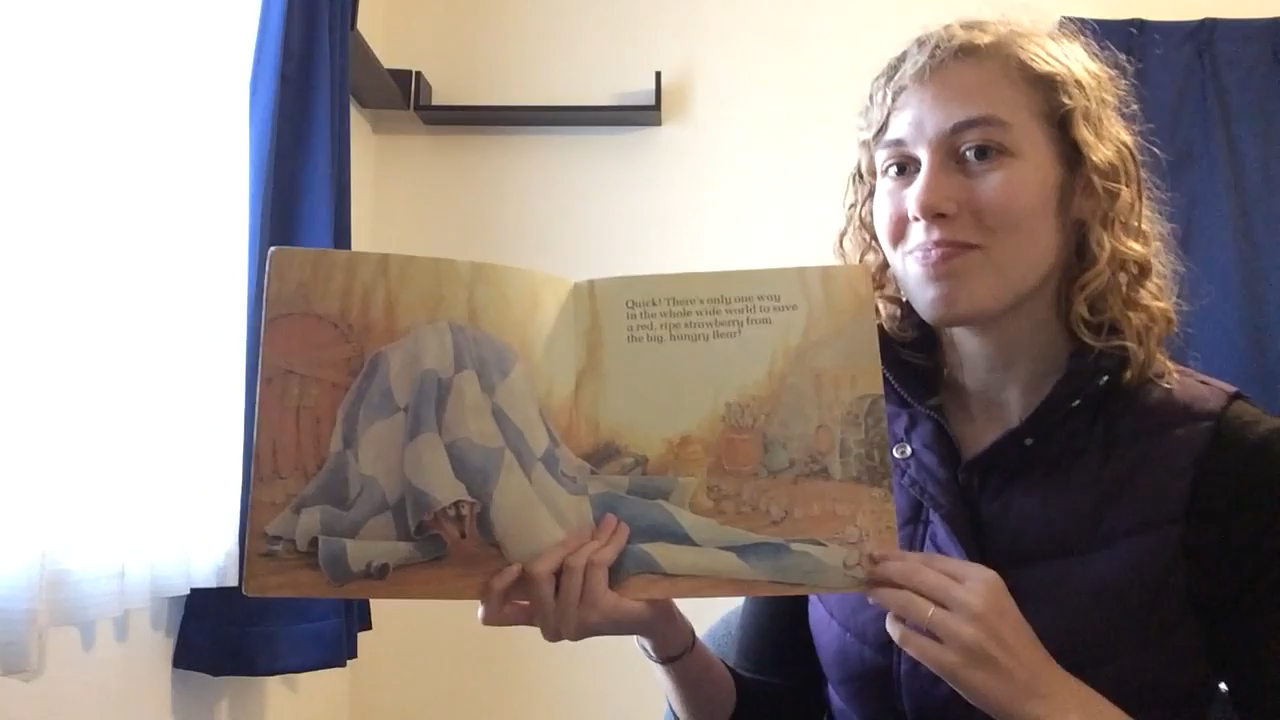 Quick! There's only one way
in the whole wide world to save
a red, ripe strawberry from
the big, hungry Bear!